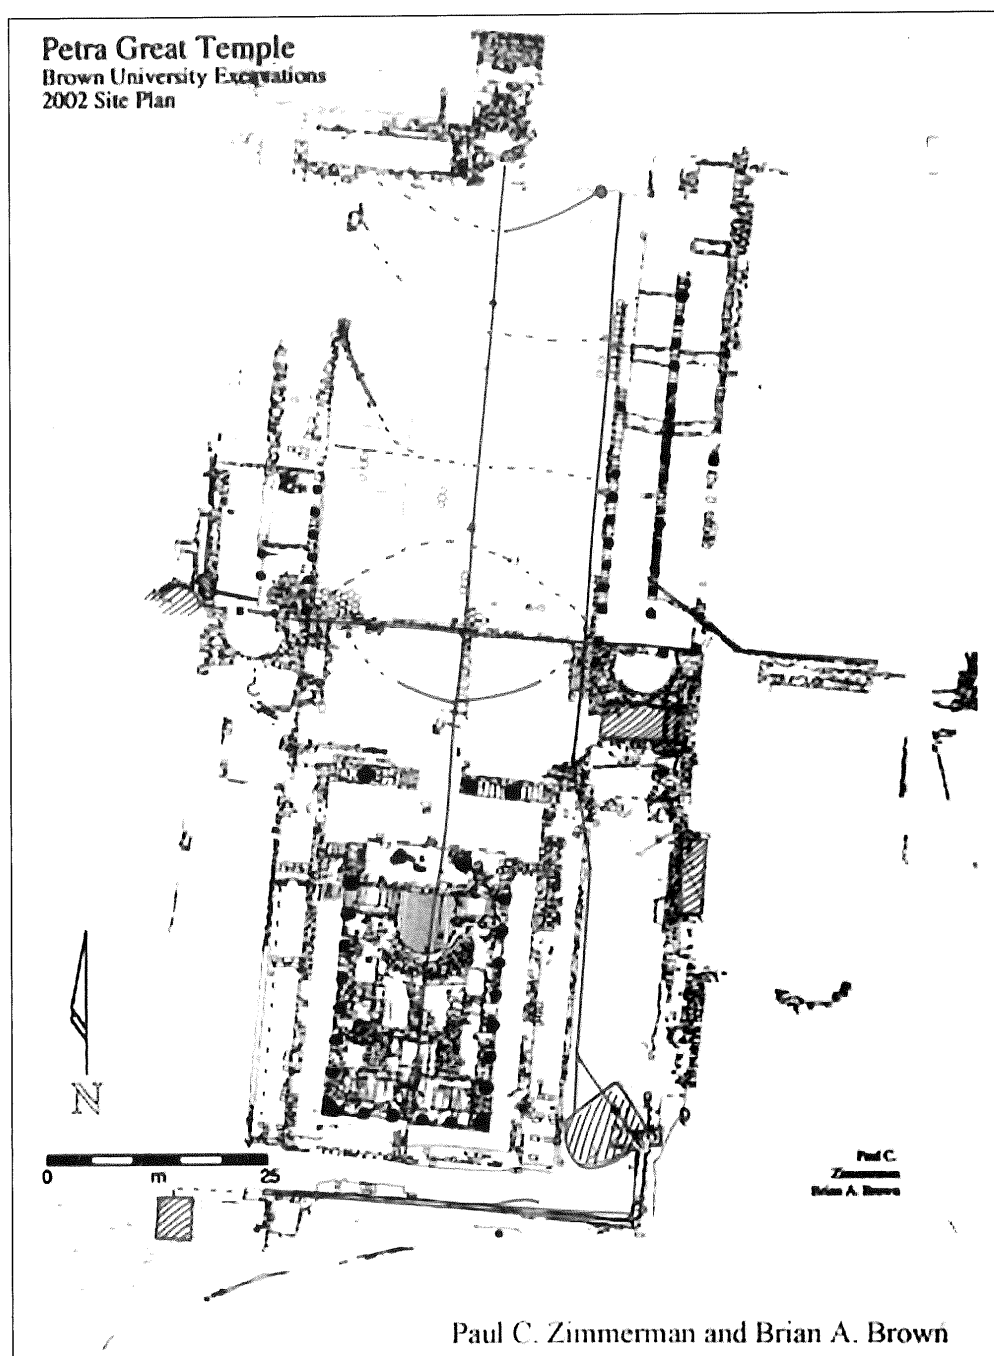 Petra Great Temple
Brown University Excavations
2002 Site Plan
N
0 m 25
Paul C.
Zimmerman
Brian A. Brown
Paul C. Zimmerman and Brian A. Brown